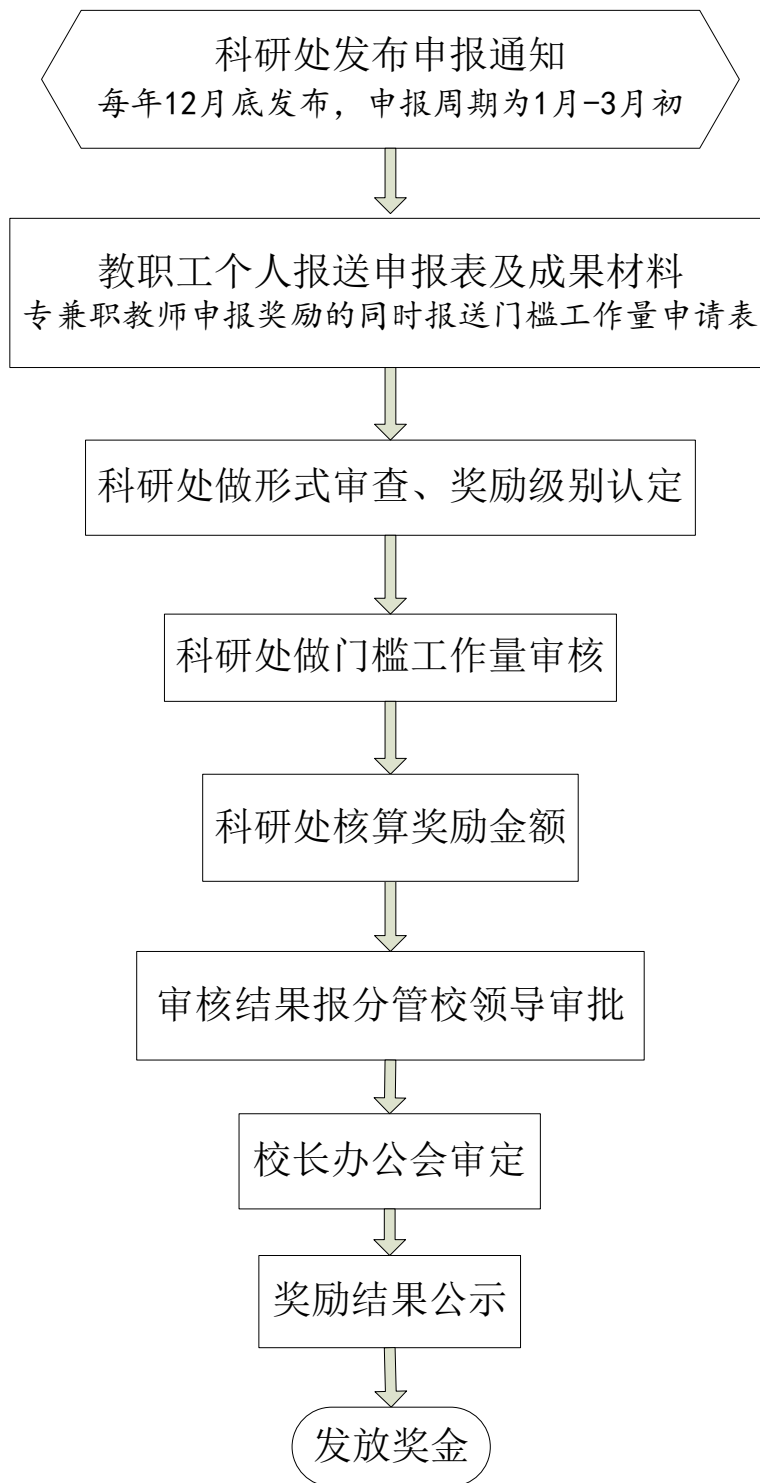 科研处发布申报通知
每年12月底发布，申报周期为1月-3月初
教职工个人报送申报表及成果材料
专兼职教师申报奖励的同时报送门槛工作量申请表
科研处做形式审查、奖励级别认定
科研处做门槛工作量审核
科研处核算奖励金额
审核结果报分管校领导审批
校长办公会审定
奖励结果公示
发放奖金